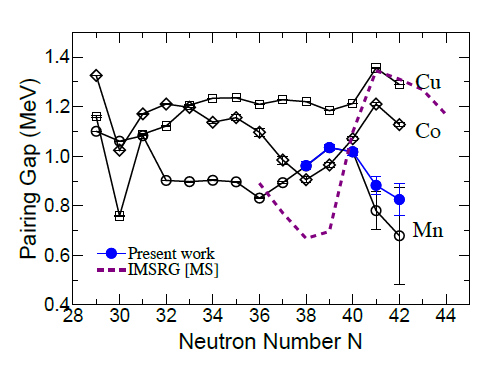 Pairing Gap (MeV)
1.4
1.2
1.0
0.8
0.6
0.4
Cu
Co
Mn
Present work
IMSRG [MS]
28 30 32 34 36 38 40 42 44
Neutron Number N